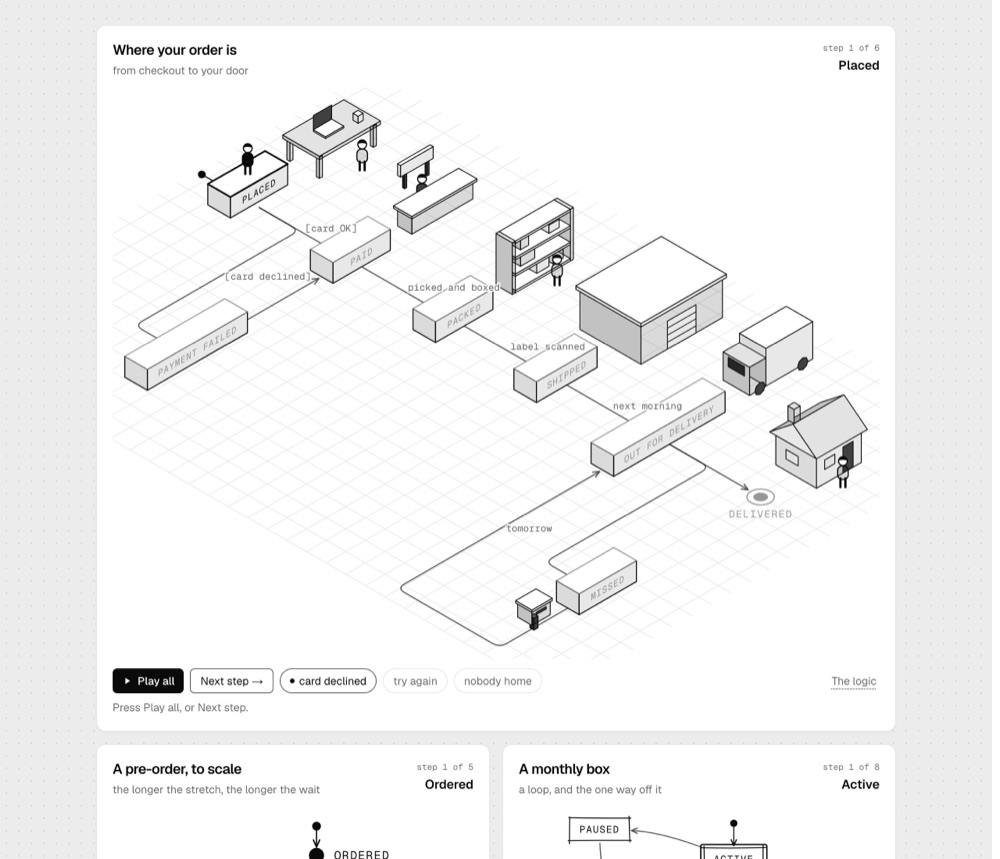 Where your order is
step 1 of 6
from checkout to your door
Placed
PLACED
[card OK]
PAID
[card declined]
picked and boxed
PACKED
PAYMENT FAILED
label scanned
SHIPPED
next morning
OUT FOR DELIVERY
DELIVERED
tomorrow
MISSED
Play all
Next step →
card declined
try again
nobody home
The logic
Press Play all, or Next step.
A pre-order, to scale
step 1 of 5
the longer the stretch, the longer the wait
Ordered
ORDERED
A monthly box
step 1 of 8
a loop, and the one way off it
Active
PAUSED
ACTIVE